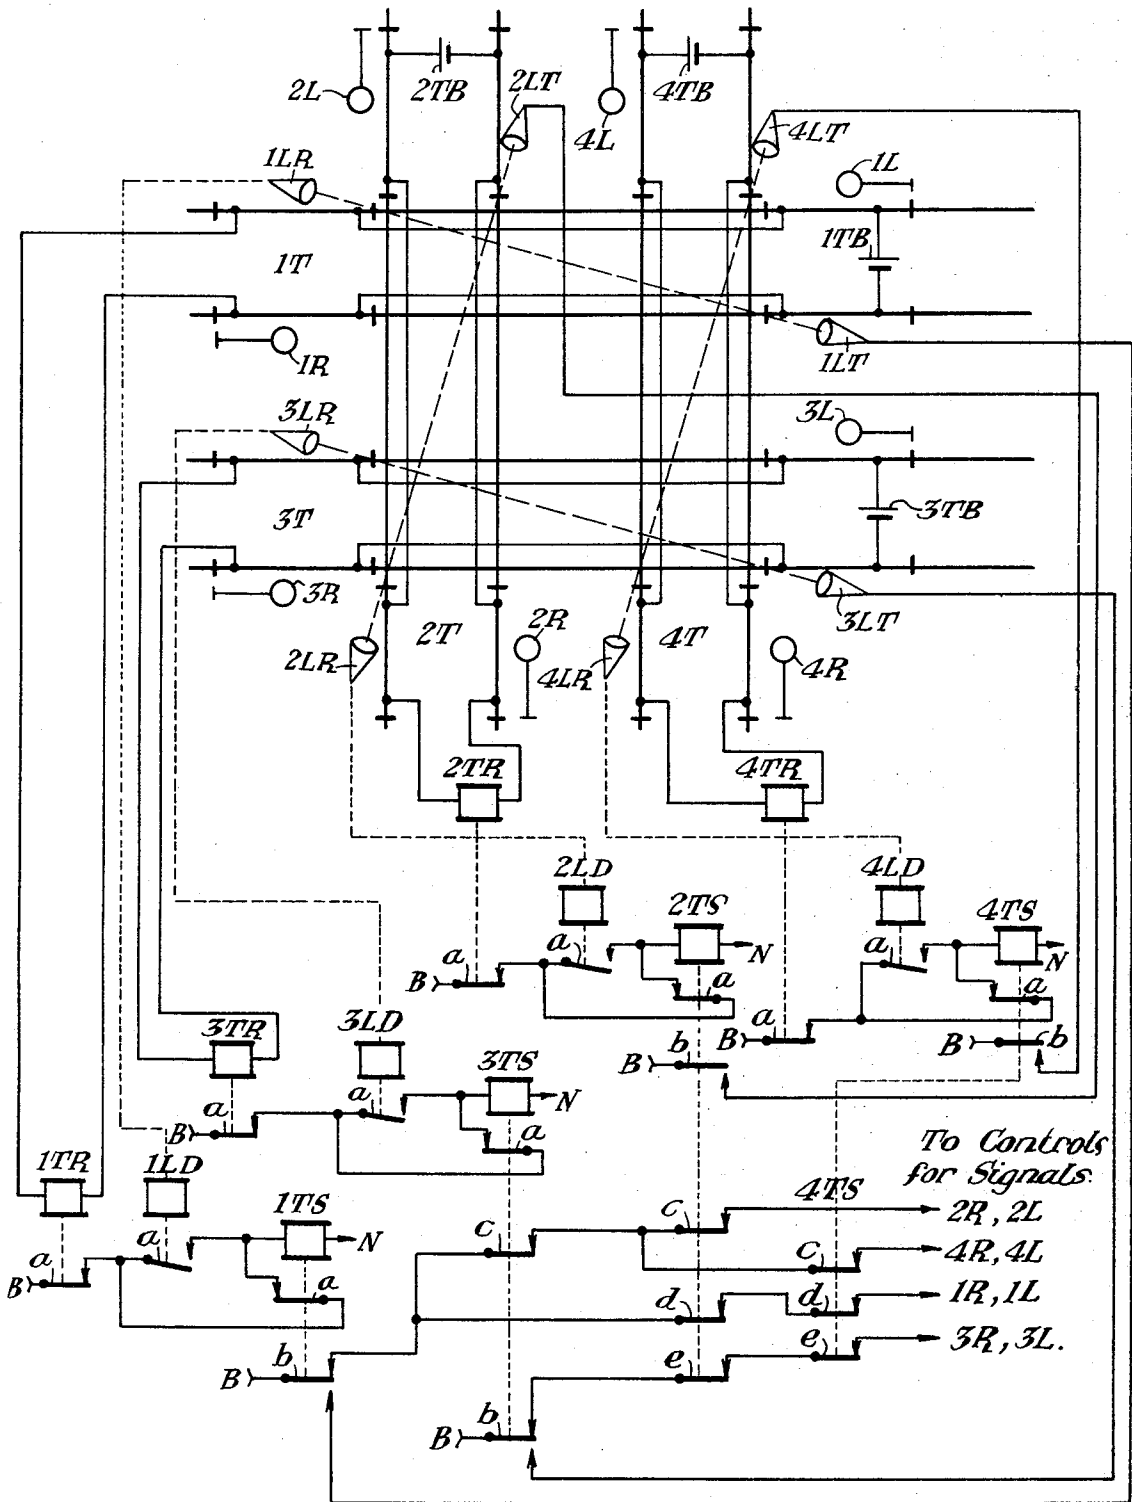 2L
2TB
2LT
4L
4TB
4LT
1LR
1L
1T
1TB
1R
1LT
3LR
3L
3T
3TB
3R
3LT
2LR
2T
2R
4LR
4T
4R
2TR
4TR
2LD
4LD
2TS
4TS
a
a
N
a
N
B
a
a
B
a
b
B
b
B
3TR
3LD
3TS
a
a
N
B
a
1TR
1LD
1TS
To Controls
for Signals.
4TS
a
a
N
c
c
2R, 2L
B
a
c
4R, 4L
d
d
1R, 1L
B
b
e
e
3R, 3L.
B
b